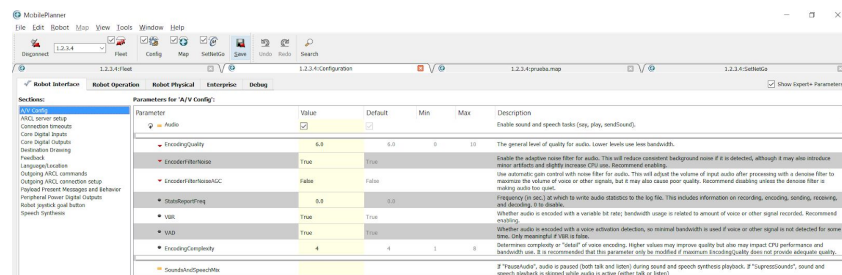 MobilePlanner
File Edit Robot Map View Tools Window Help
1.2.3.4
Disconnect Fleet Config Map SetNetGo Save Undo Redo Search
1.2.3.4:Fleet 1.2.3.4:Configuration 1.2.3.4:prueba.map 1.2.3.4:SetNetGo
Robot Interface Robot Operation Robot Physical Enterprise Debug Show Expert+ Parameters
Sections: Parameters for 'A/V Config':
A/V Config
ARCL server setup
Connection timeouts
Core Digital Inputs
Core Digital Outputs
Destination Drawing
Feedback
Language/Location
Outgoing ARCL commands
Outgoing ARCL connection setup
Payload Present Messages and Behavior
Peripheral Power Digital Outputs
Robot joystick goal button
Speech Synthesis
Parameter Value Default Min Max Description
Audio Enable sound and speech tasks (say, play, sendSound).
EncodingQuality 6.0 6.0 0 10 The general level of quality for audio. Lower levels use less bandwidth.
EncoderFilterNoise True True Enable the adaptive noise filter for audio. This will reduce consistent background noise if it is detected, although it may also introduce
minor artifacts and slightly increase CPU use. Recommend enabling.
EncoderFilterNoiseAGC False False Use automatic gain control with noise filter for audio. This will adjust the volume of input audio after processing with a denoise filter to
maximize the volume of voice or other signals, but it may also cause poor quality. Recommend disabling unless the denoise filter is
making audio too quiet.
StatsReportFreq 0.0 0.0 Frequency (in sec.) at which to write audio statistics to the log file. This includes information on recording, encoding, sending, receiving,
and decoding. 0 to disable.
VBR True True Whether audio is encoded with a variable bit rate; bandwidth usage is related to amount of voice or other signal recorded. Recommend
enabling.
VAD True True Whether audio is encoded with a voice activation detection, so minimal bandwidth is used if voice or other signal is not detected for some
time. Only meaningful if VBR is false.
EncodingComplexity 4 4 1 8 Determines complexity or "detail" of voice encoding. Higher values may improve quality but also may impact CPU performance and
bandwidth use. It is recommended that this parameter only be modified if maximum EncodingQuality does not provide adequate quality.
SoundsAndSpeechMix If "PauseAudio", audio is paused (both talk and listen) during sound and speech synthesis playback. If "SupressSounds", sound and
speech playback is skipped while audio is active (either talk or listen)